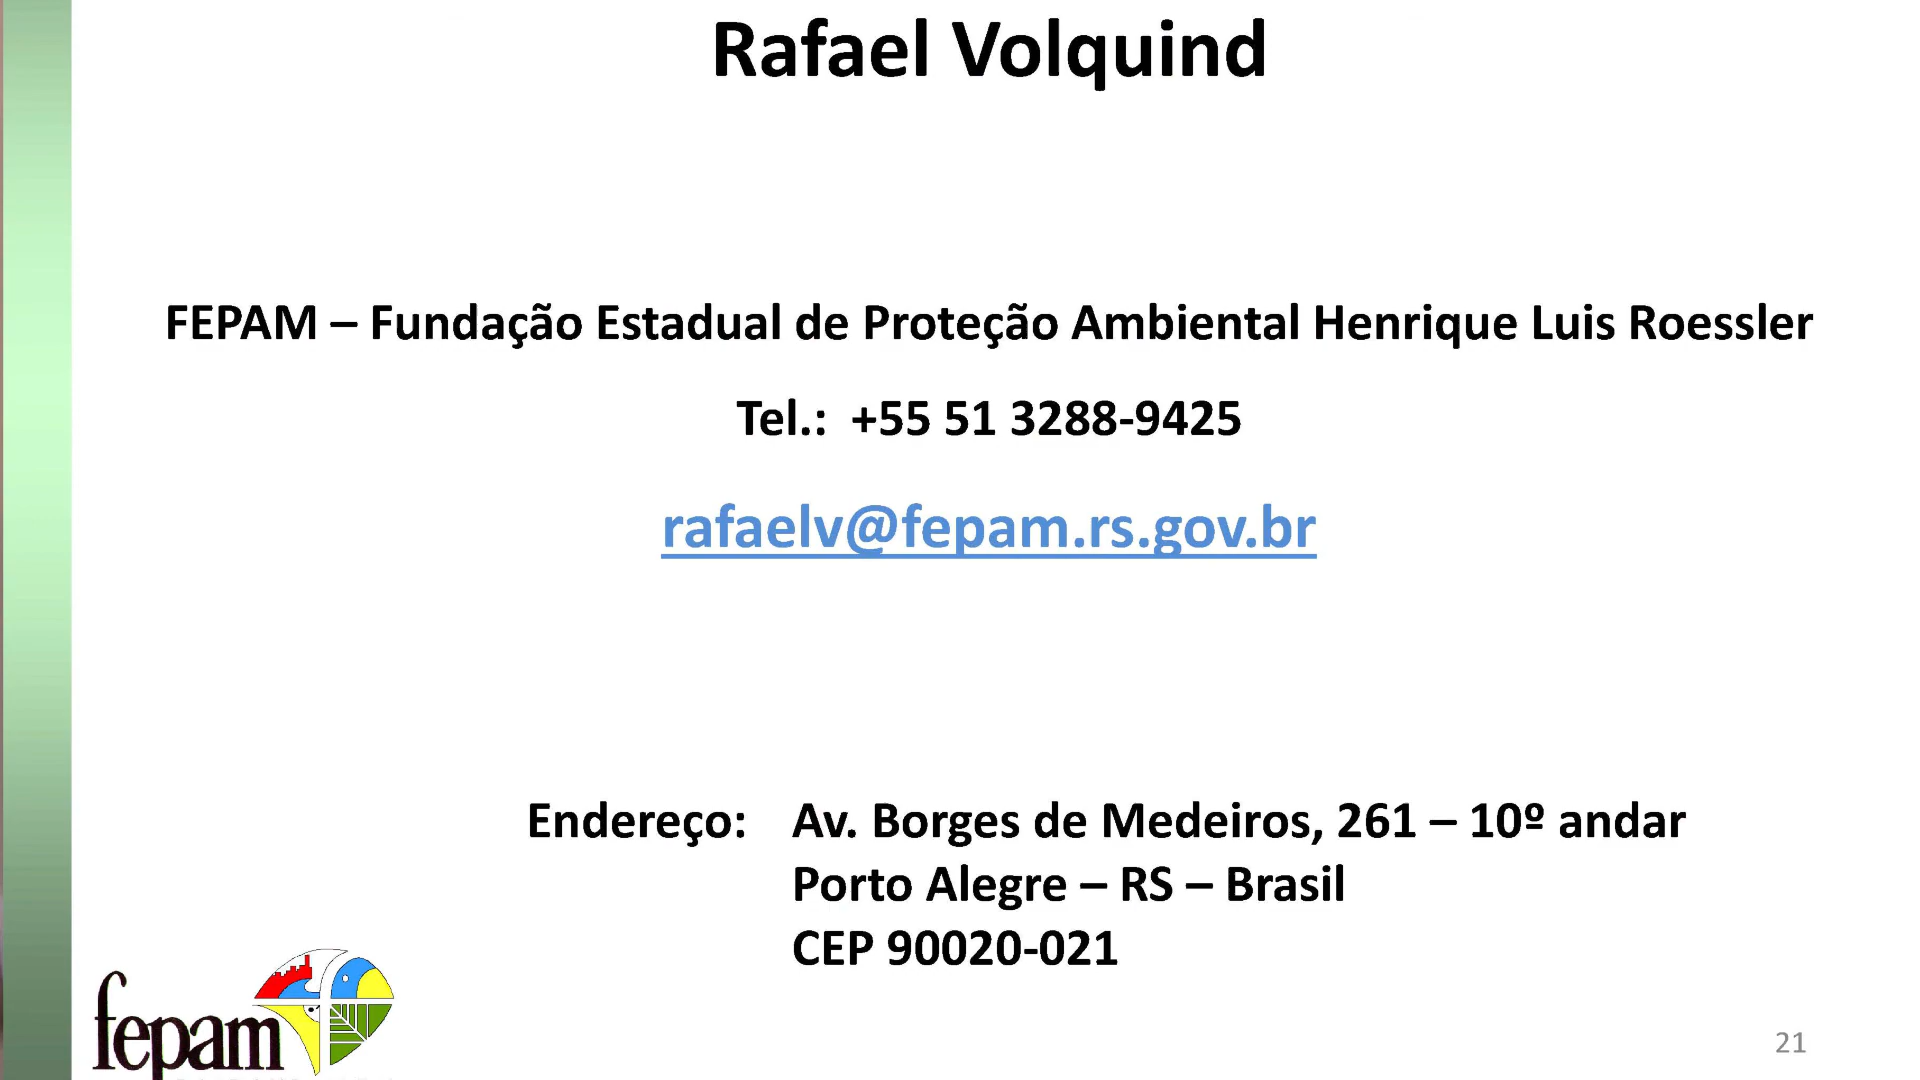 Rafael Volquind
FEPAM – Fundação Estadual de Proteção Ambiental Henrique Luis Roessler
Tel.: +55 51 3288-9425
rafaelv@fepam.rs.gov.br
Endereço: Av. Borges de Medeiros, 261 – 10º andar
Porto Alegre – RS – Brasil
CEP 90020-021
fepam
21